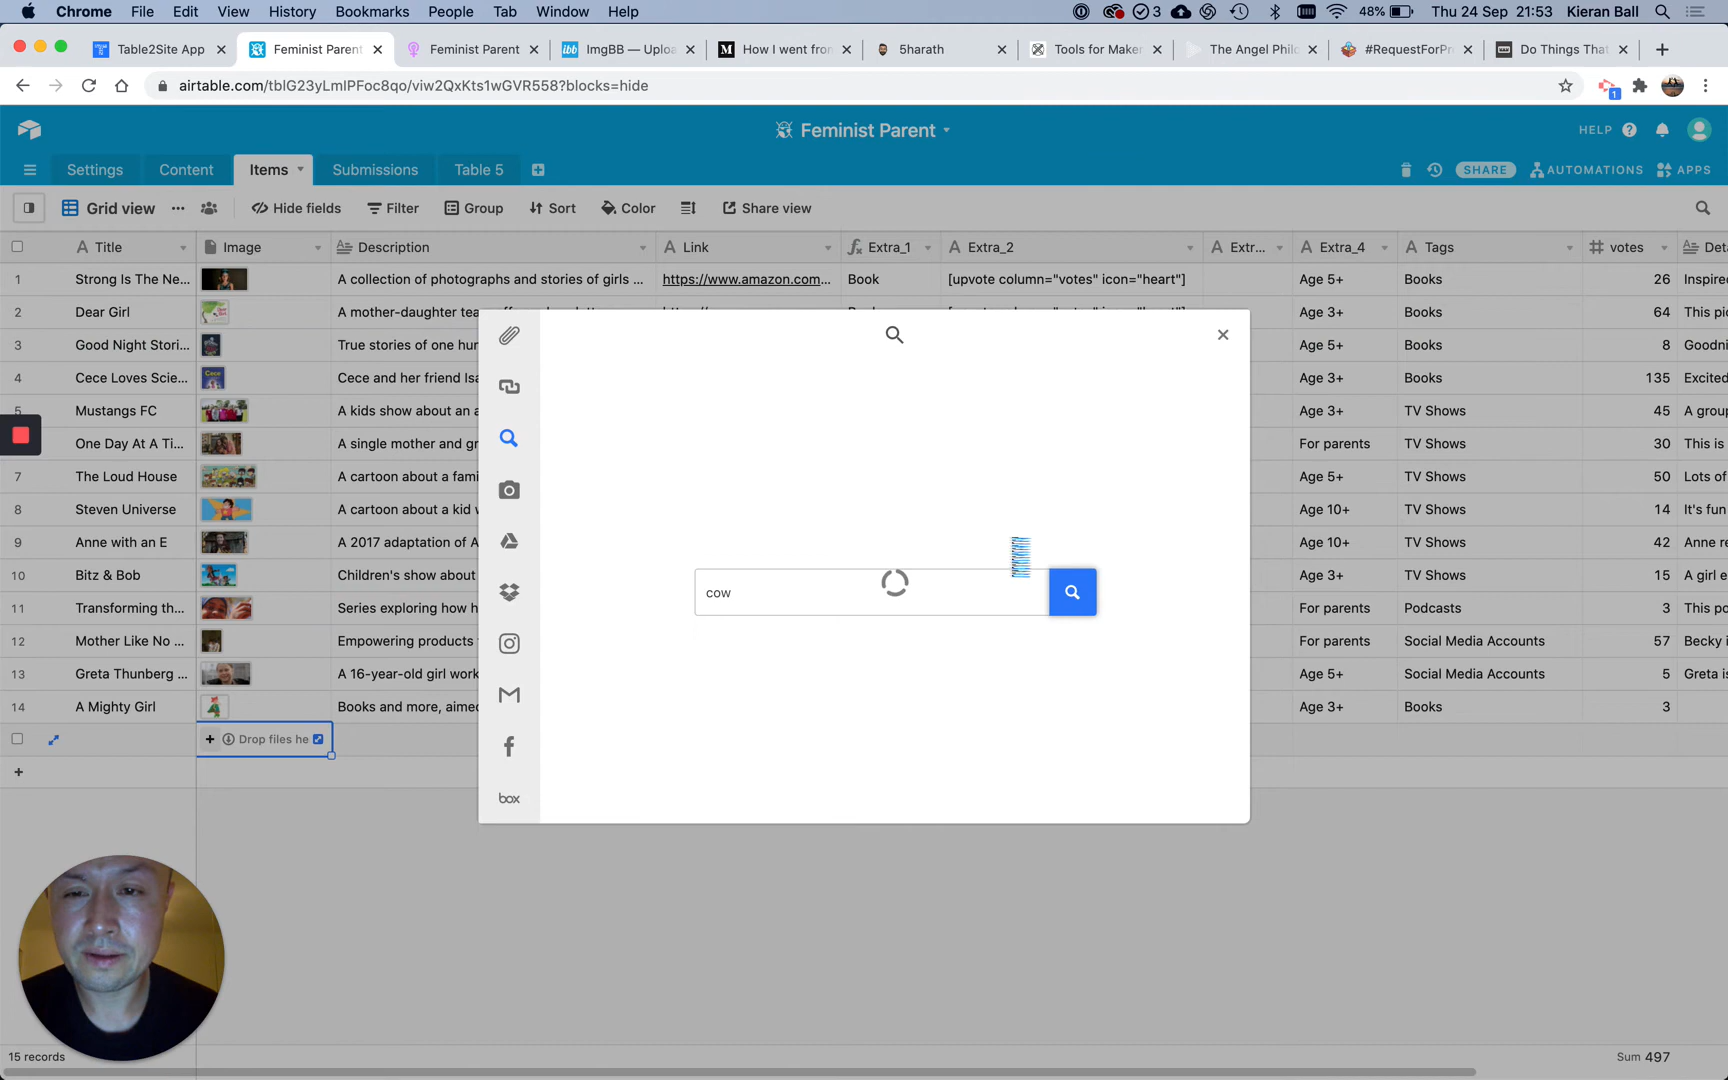 Chrome File Edit View History Bookmarks People Tab Window Help 3 48% Thu 24 Sep 21:53 Kieran Ball
Table2Site App Feminist Parent Feminist Parent ibb ImgBB — Uploa M How I went from 5harath Tools for Maker The Angel Philo #RequestForPr Do Things That
airtable.com/tblG23yLmlPFoc8qo/viw2QxKts1wGVR558?blocks=hide 1
Feminist Parent HELP
Settings Content Items Submissions Table 5 SHARE AUTOMATIONS APPS
Grid view Hide fields Filter Group Sort Color Share view
Title Image Description Link Extra_1 Extra_2 Extr... Extra_4 Tags votes Deta
1 Strong Is The Ne... A collection of photographs and stories of girls ... https://www.amazon.com... Book [upvote column="votes" icon="heart"] Age 5+ Books 26 Inspired
2 Dear Girl A mother-daughter tea Age 3+ Books 64 This pic
3 Good Night Stori... True stories of one hur Age 5+ Books 8 Goodni
4 Cece Loves Scie... Cece and her friend Isa Age 3+ Books 135 Excited
5 Mustangs FC A kids show about an a Age 3+ TV Shows 45 A group
One Day At A Ti... A single mother and gr For parents TV Shows 30 This is
7 The Loud House A cartoon about a fami Age 5+ TV Shows 50 Lots of
8 Steven Universe A cartoon about a kid w Age 10+ TV Shows 14 It's fun
9 Anne with an E A 2017 adaptation of A Age 10+ TV Shows 42 Anne re
10 Bitz & Bob Children's show about Age 3+ TV Shows 15 A girl e
cow
11 Transforming th... Series exploring how h For parents Podcasts 3 This po
12 Mother Like No ... Empowering products f For parents Social Media Accounts 57 Becky i
13 Greta Thunberg ... A 16-year-old girl work Age 5+ Social Media Accounts 5 Greta is
14 A Mighty Girl Books and more, aimed Age 3+ Books 3
Drop files he
box
15 records Sum 497